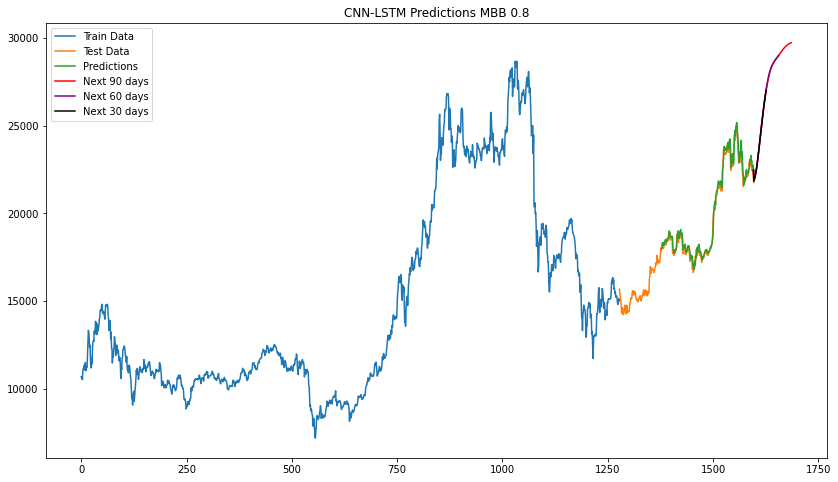 CNN-LSTM Predictions MBB 0.8
Train Data
Test Data
Predictions
Next 90 days
Next 60 days
Next 30 days
30000
25000
20000
15000
10000
0 250 500 750 1000 1250 1500 1750